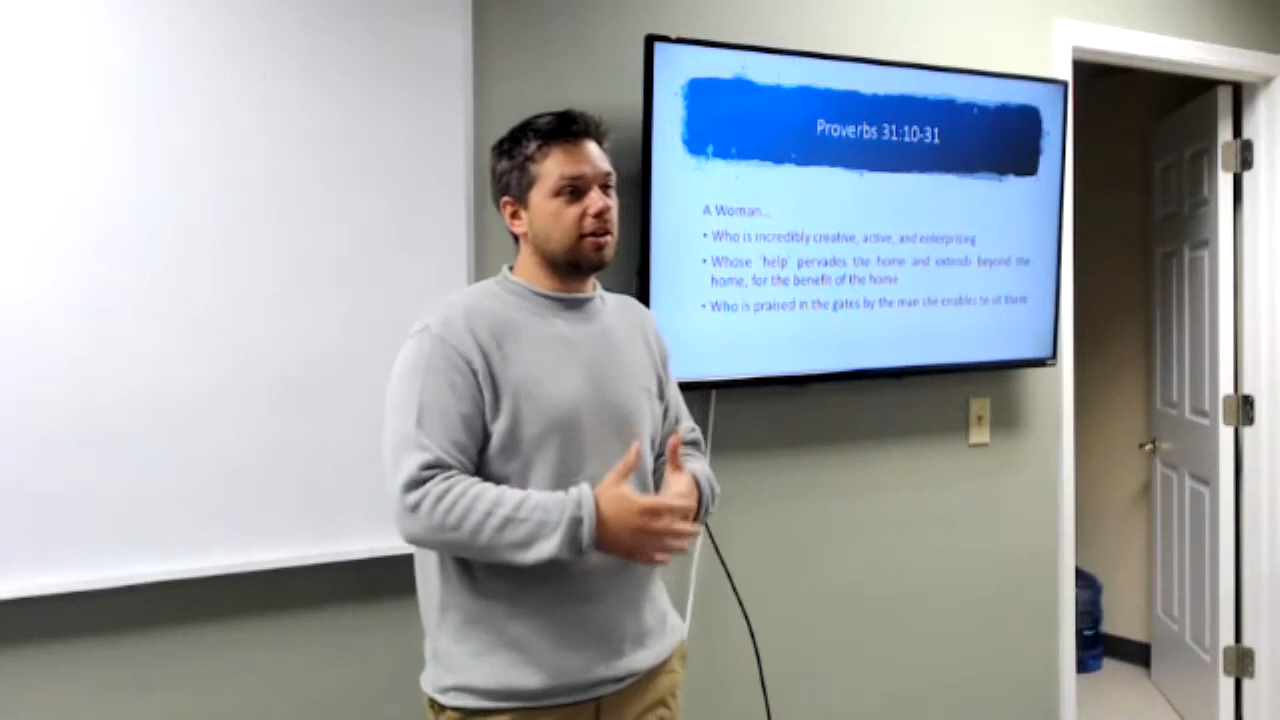 Proverbs 31:10-31
A Woman...
• Who is incredibly creative, active, and enterprising
• Whose 'help' pervades the home and extends beyond the
home, for the benefit of the home
• Who is praised in the gates by the man she enables to sit there